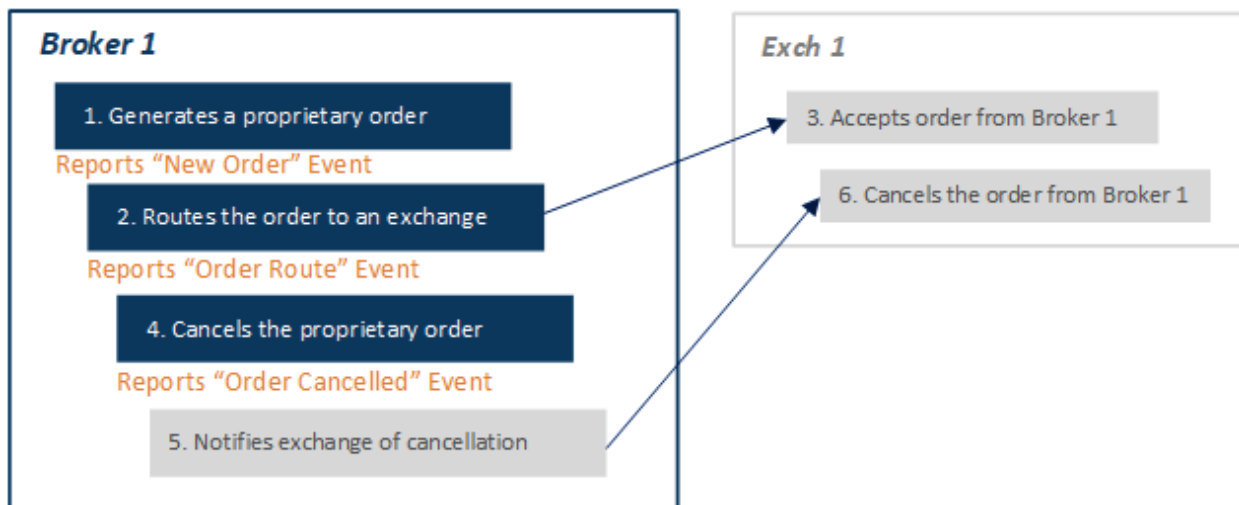 Broker 1
1. Generates a proprietary order
Reports “New Order” Event
2. Routes the order to an exchange
Reports “Order Route” Event
4. Cancels the proprietary order
Reports “Order Cancelled” Event
5. Notifies exchange of cancellation
Exch 1
3. Accepts order from Broker 1
6. Cancels the order from Broker 1